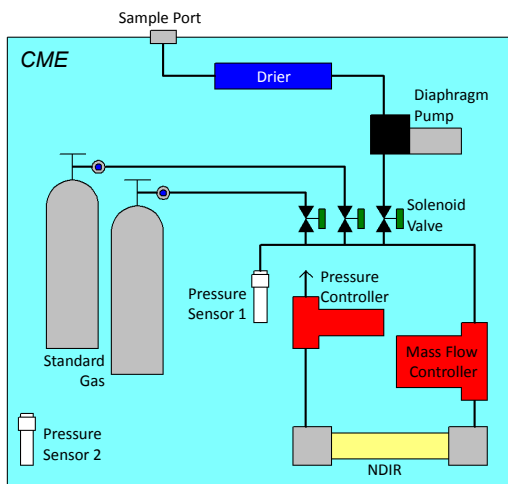 Sample Port
CME
Drier
Diaphragm
Pump
Solenoid
Valve
Pressure
Controller
Pressure
Sensor 1
Mass Flow
Controller
Standard
Gas
Pressure
Sensor 2
NDIR